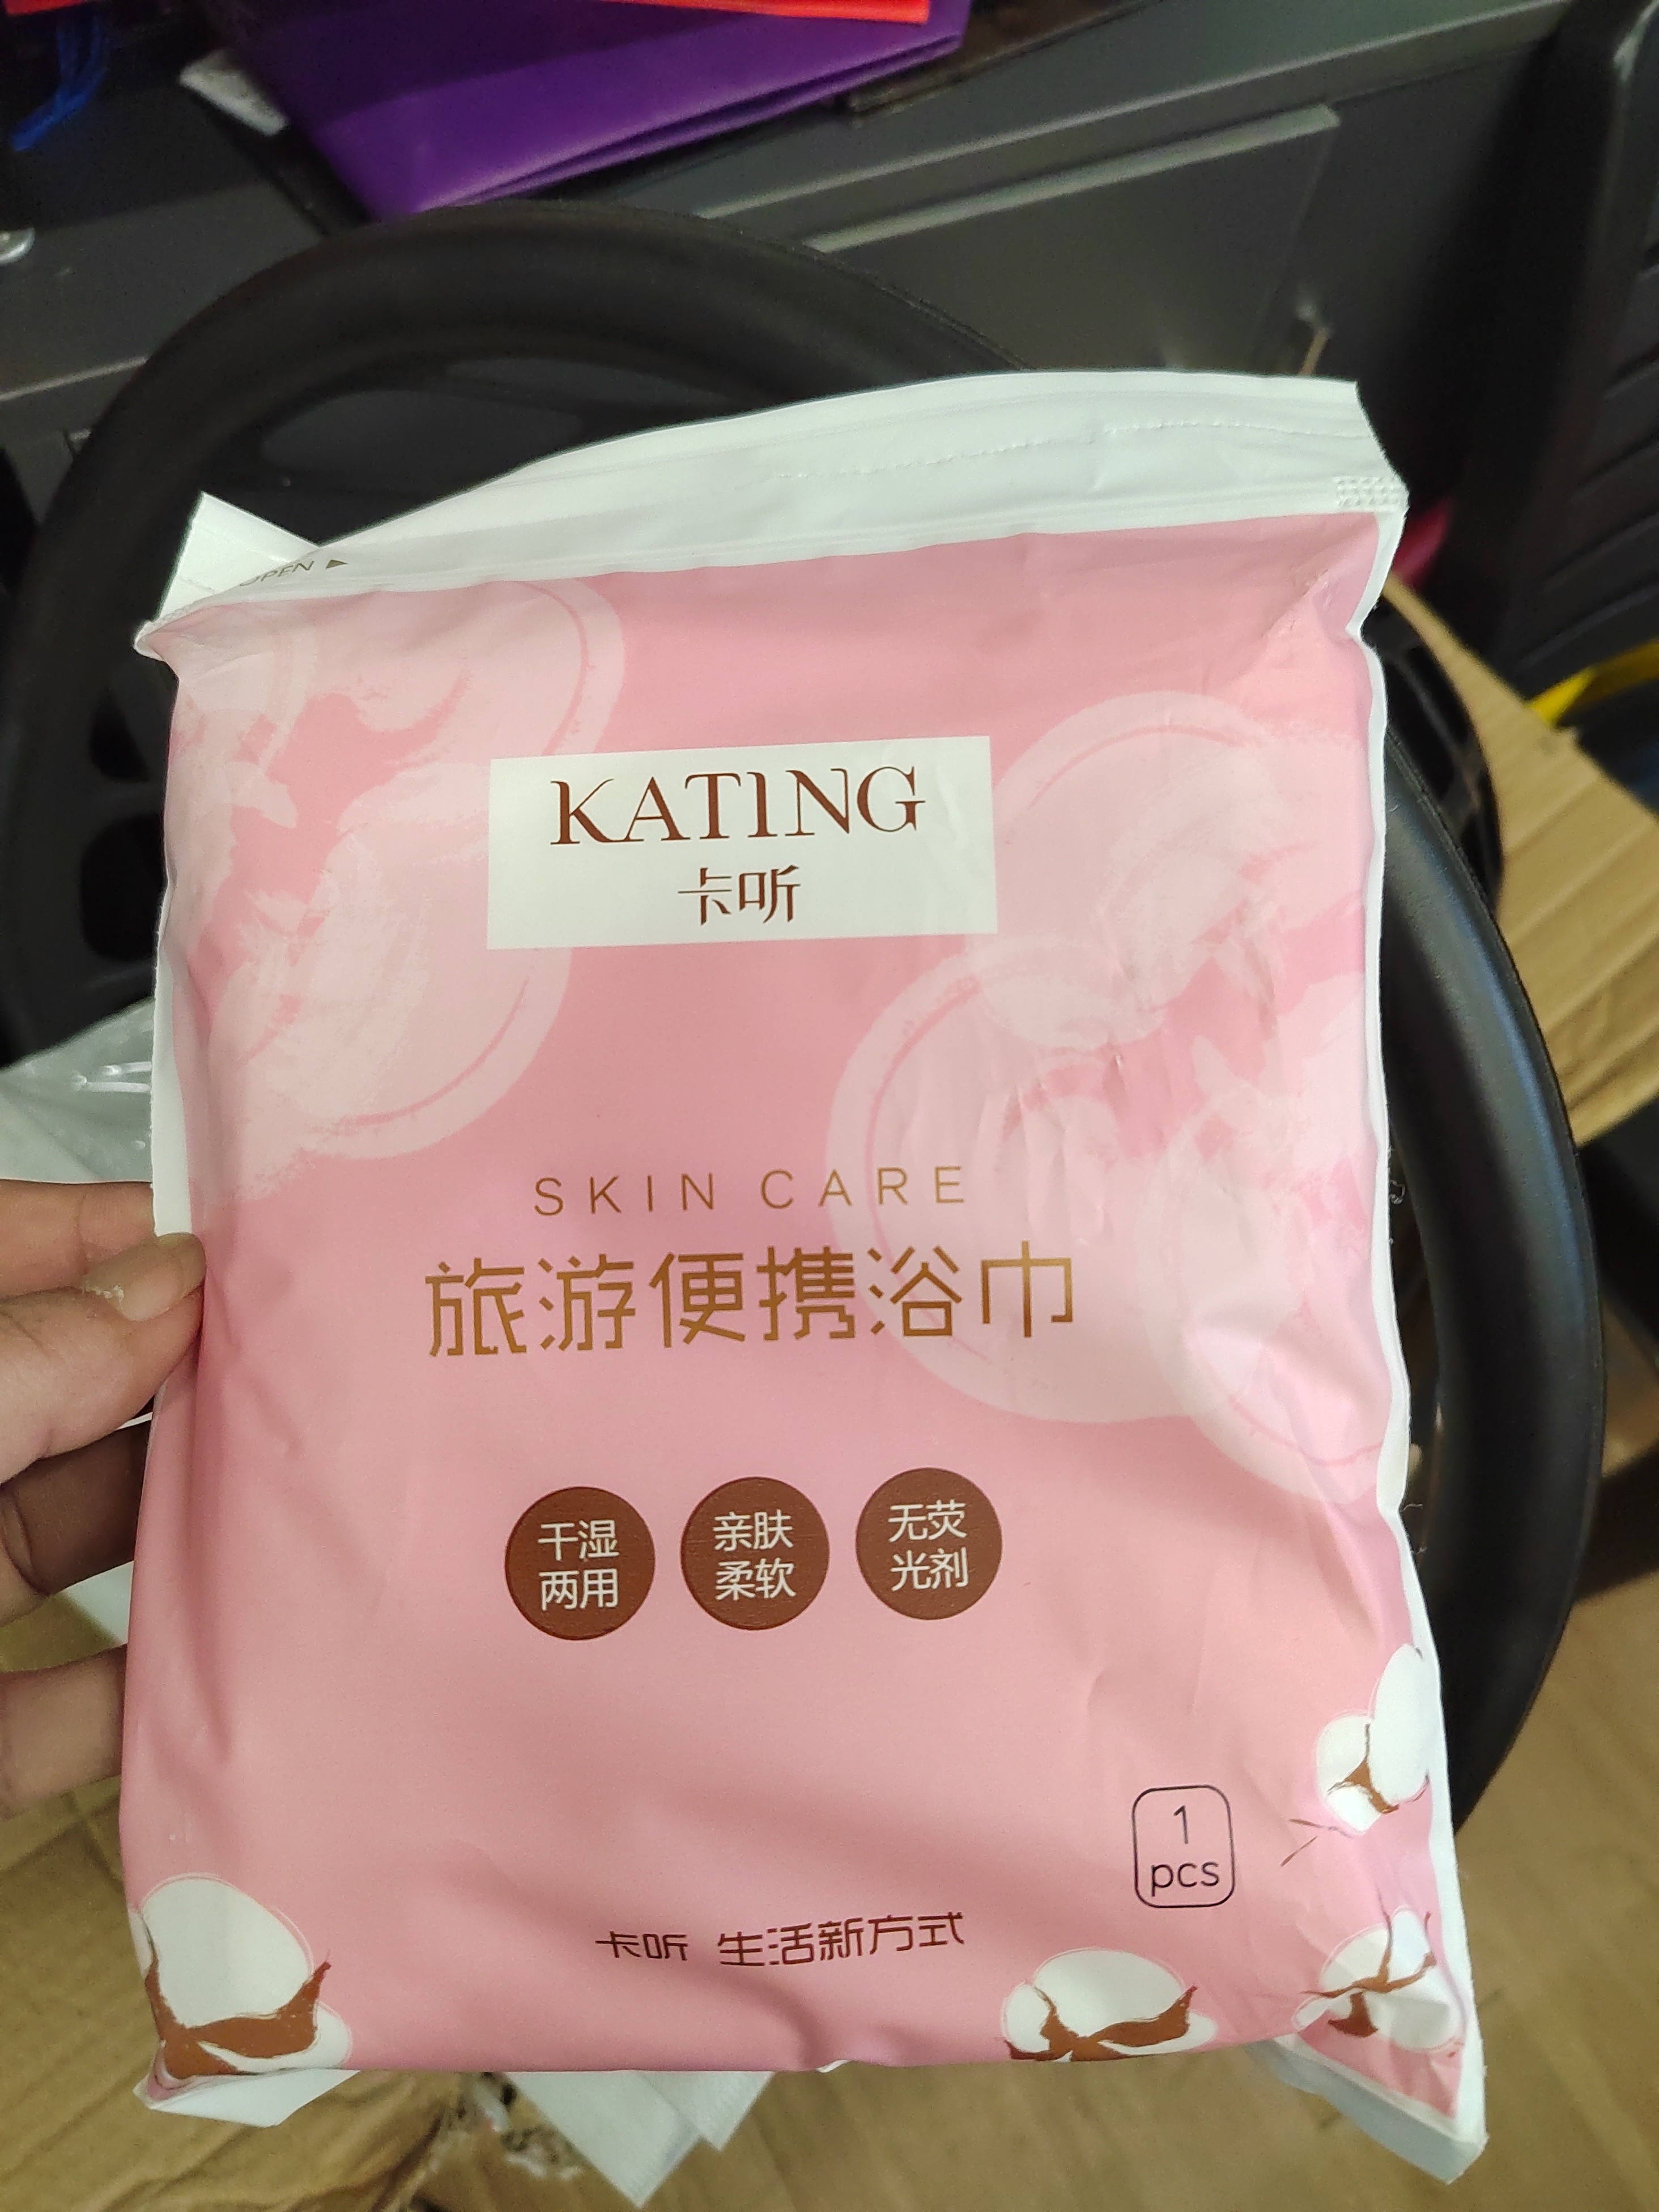 OPEN
KATING
卡听
SKIN CARE
旅游便携浴巾
干湿
两用
亲肤
柔软
无荧
光剂
1
pcs
卡听 生活新方式